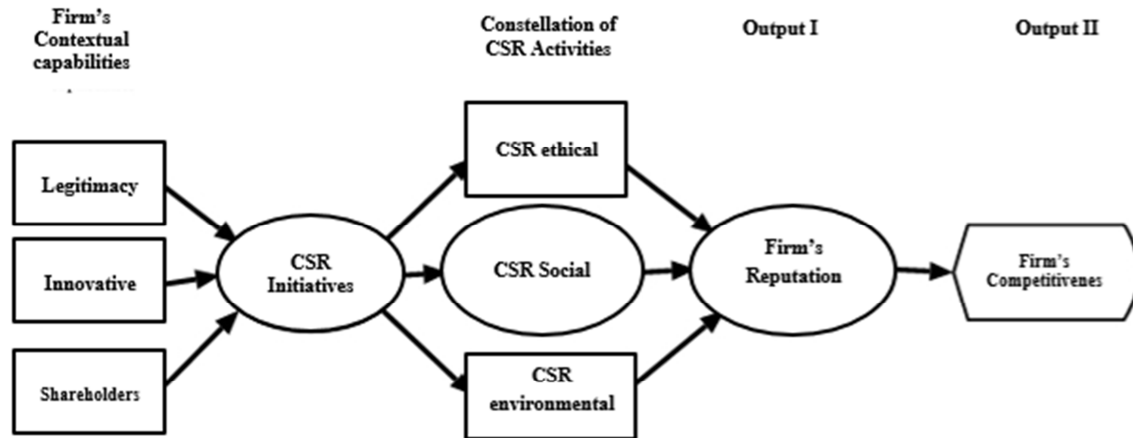 Firm's
Contextual
capabilities
Constellation of
CSR Activities
Output I
Output II
Legitimacy
Innovative
Shareholders
CSR
Initiatives
CSR ethical
CSR Social
CSR
environmental
Firm's
Reputation
Firm's
Competitivenes